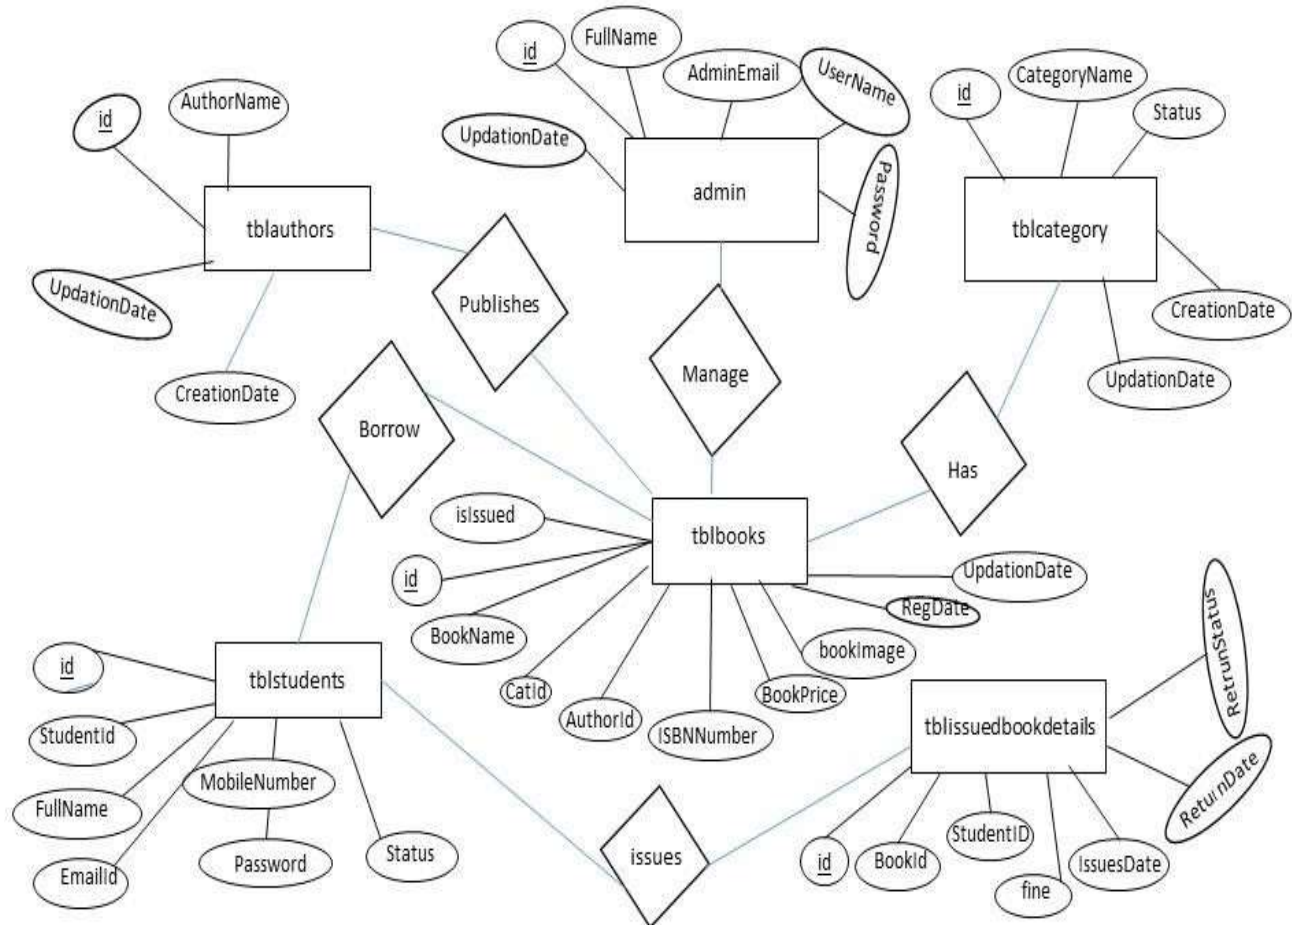 id
FullName
AdminEmail
UserName
UpdationDate
Password
admin
id
AuthorName
tblauthors
UpdationDate
CreationDate
id
CategoryName
Status
tblcategory
CreationDate
UpdationDate
Publishes
Manage
Borrow
Has
isIssued
id
BookName
CatId
AuthorId
ISBNNumber
BookPrice
bookImage
RegDate
UpdationDate
tblbooks
id
StudentId
FullName
EmailId
MobileNumber
Password
Status
tblstudents
issues
tblissuedbookdetails
RetrunStatus
ReturnDate
id
BookId
StudentID
fine
IssuesDate